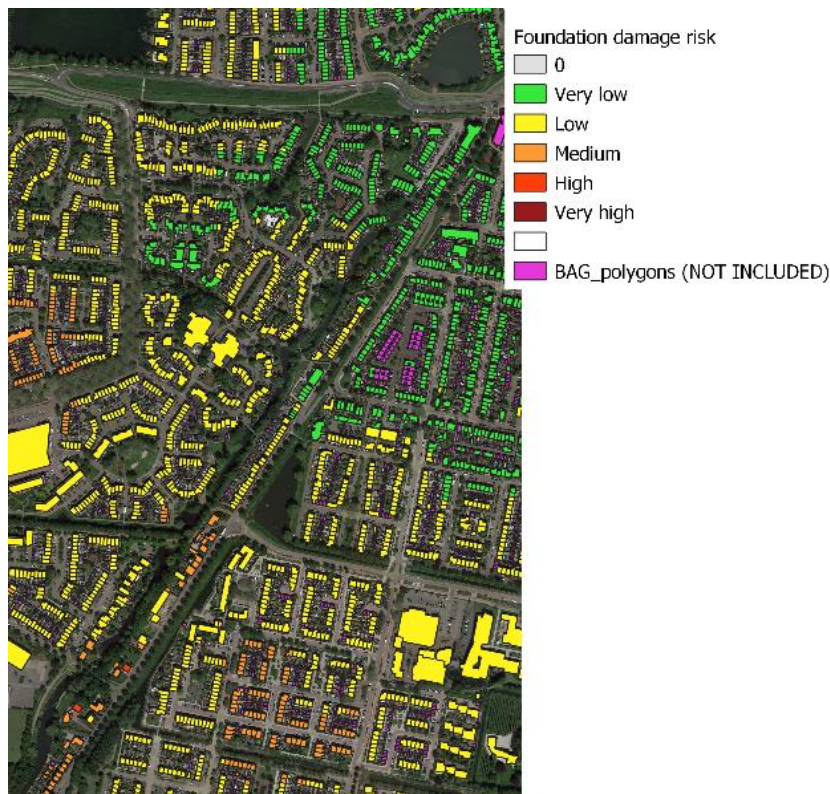 Foundation damage risk
0
Very low
Low
Medium
High
Very high
BAG_polygons (NOT INCLUDED)